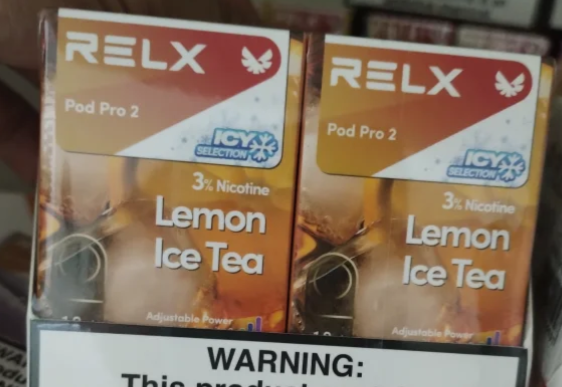 RELX
Pod Pro 2
ICY
SELECTION
3% Nicotine
Lemon
Ice Tea
Adjustable Power
RELX
Pod Pro 2
ICY
SELECTION
3% Nicotine
Lemon
Ice Tea
Adjustable Power
WARNING:
This